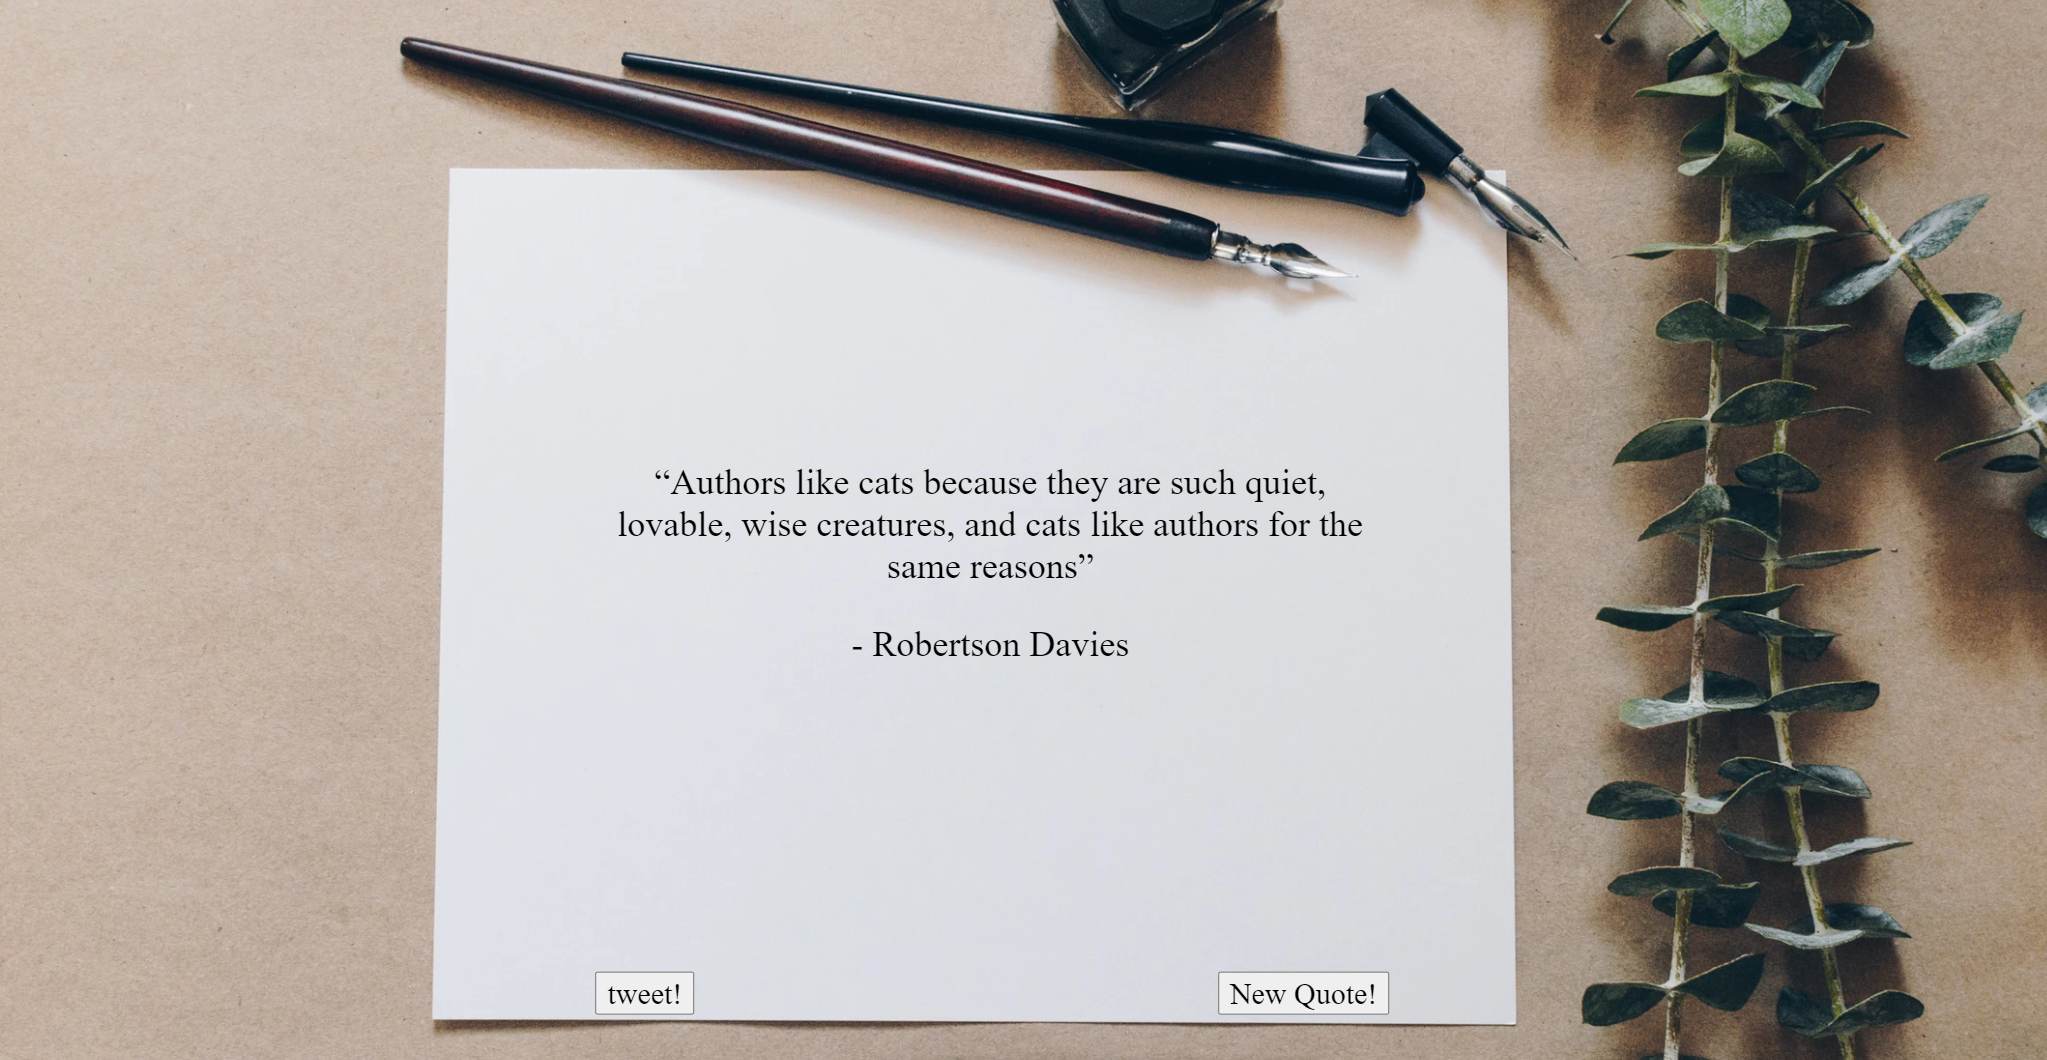 “Authors like cats because they are such quiet,
lovable, wise creatures, and cats like authors for the
same reasons”
- Robertson Davies
tweet!
New Quote!